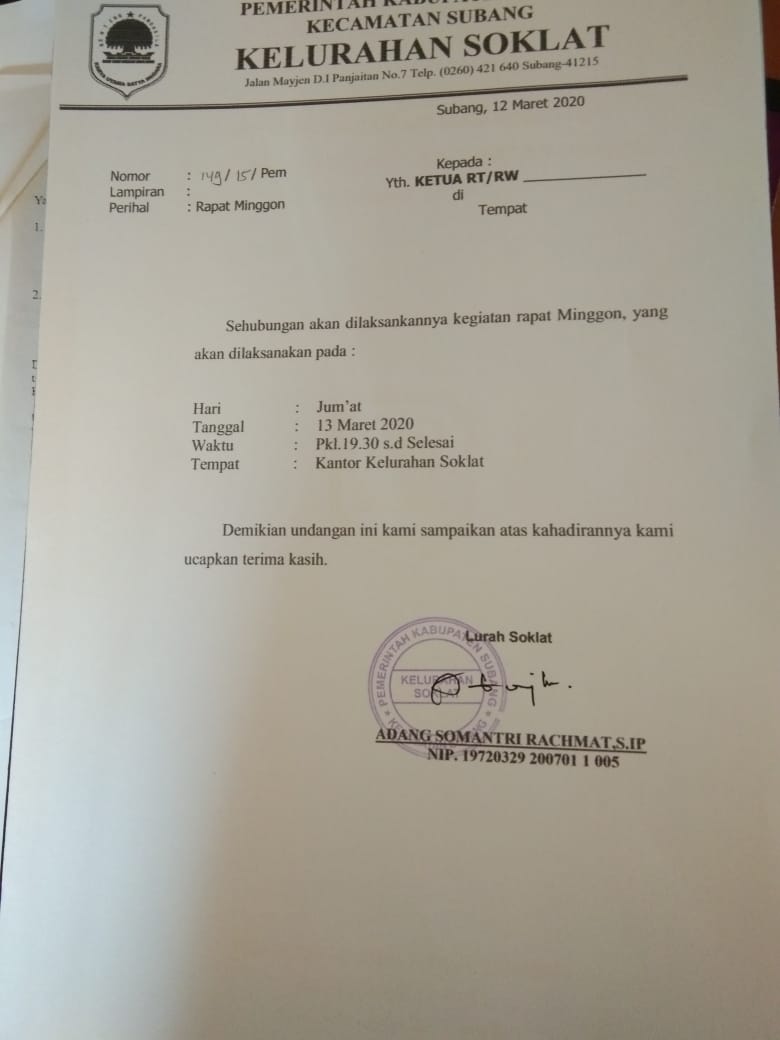 PEMERINTAH KABUPATEN
KECAMATAN SUBANG
KELURAHAN SOKLAT
Jalan Mayjen D.I Panjaitan No.7 Telp. (0260) 421 640 Subang-41215
Subang, 12 Maret 2020
Nomor : 149/ 15/ Pem
Lampiran :
Perihal : Rapat Minggon
Kepada :
Yth. KETUA RT/RW
di
Tempat
Sehubungan akan dilaksankannya kegiatan rapat Minggon, yang
akan dilaksanakan pada :
Hari : Jum'at
Tanggal : 13 Maret 2020
Waktu : Pkl.19.30 s.d Selesai
Tempat : Kantor Kelurahan Soklat
Demikian undangan ini kami sampaikan atas kahadirannya kami
ucapkan terima kasih.
Lurah Soklat
PEMERINTAH KABUPATEN SUBANG
KELURAHAN
SOKLAT
ADANG SOMANTRI RACHMAT,S.IP
NIP. 19720329 200701 1 005
1.
2.